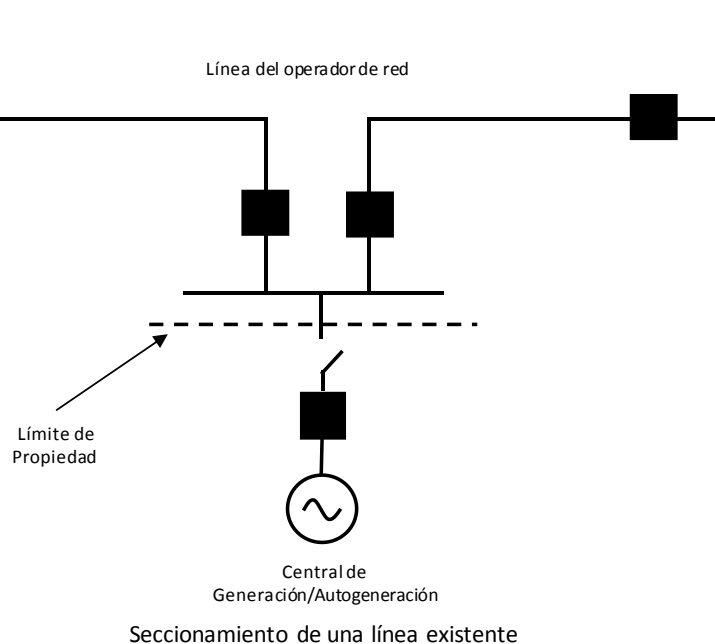 Línea del operador de red
Límite de
Propiedad
Central de
Generación/Autogeneración
Seccionamiento de una línea existente